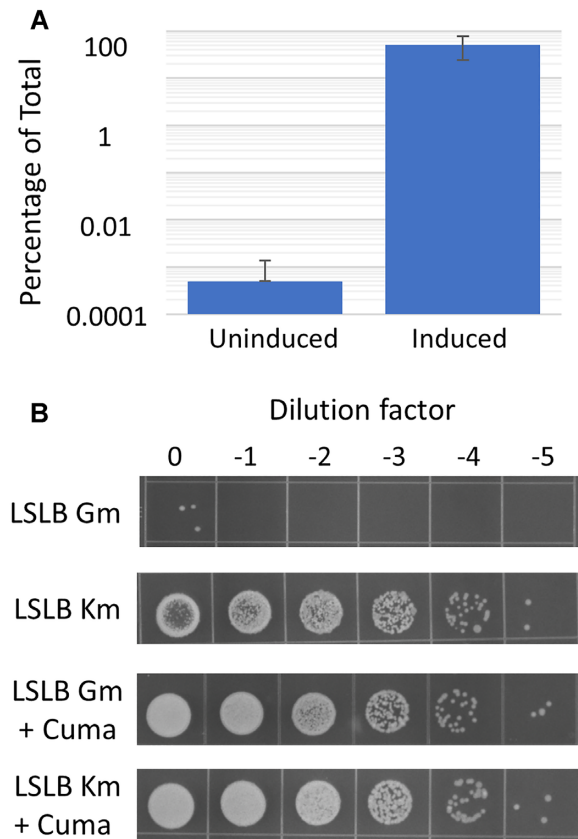 A
Percentage of Total
100
1
0.01
0.0001
Uninduced
Induced
B
Dilution factor
0 -1 -2 -3 -4 -5
LSLB Gm
LSLB Km
LSLB Gm
+ Cuma
LSLB Km
+ Cuma